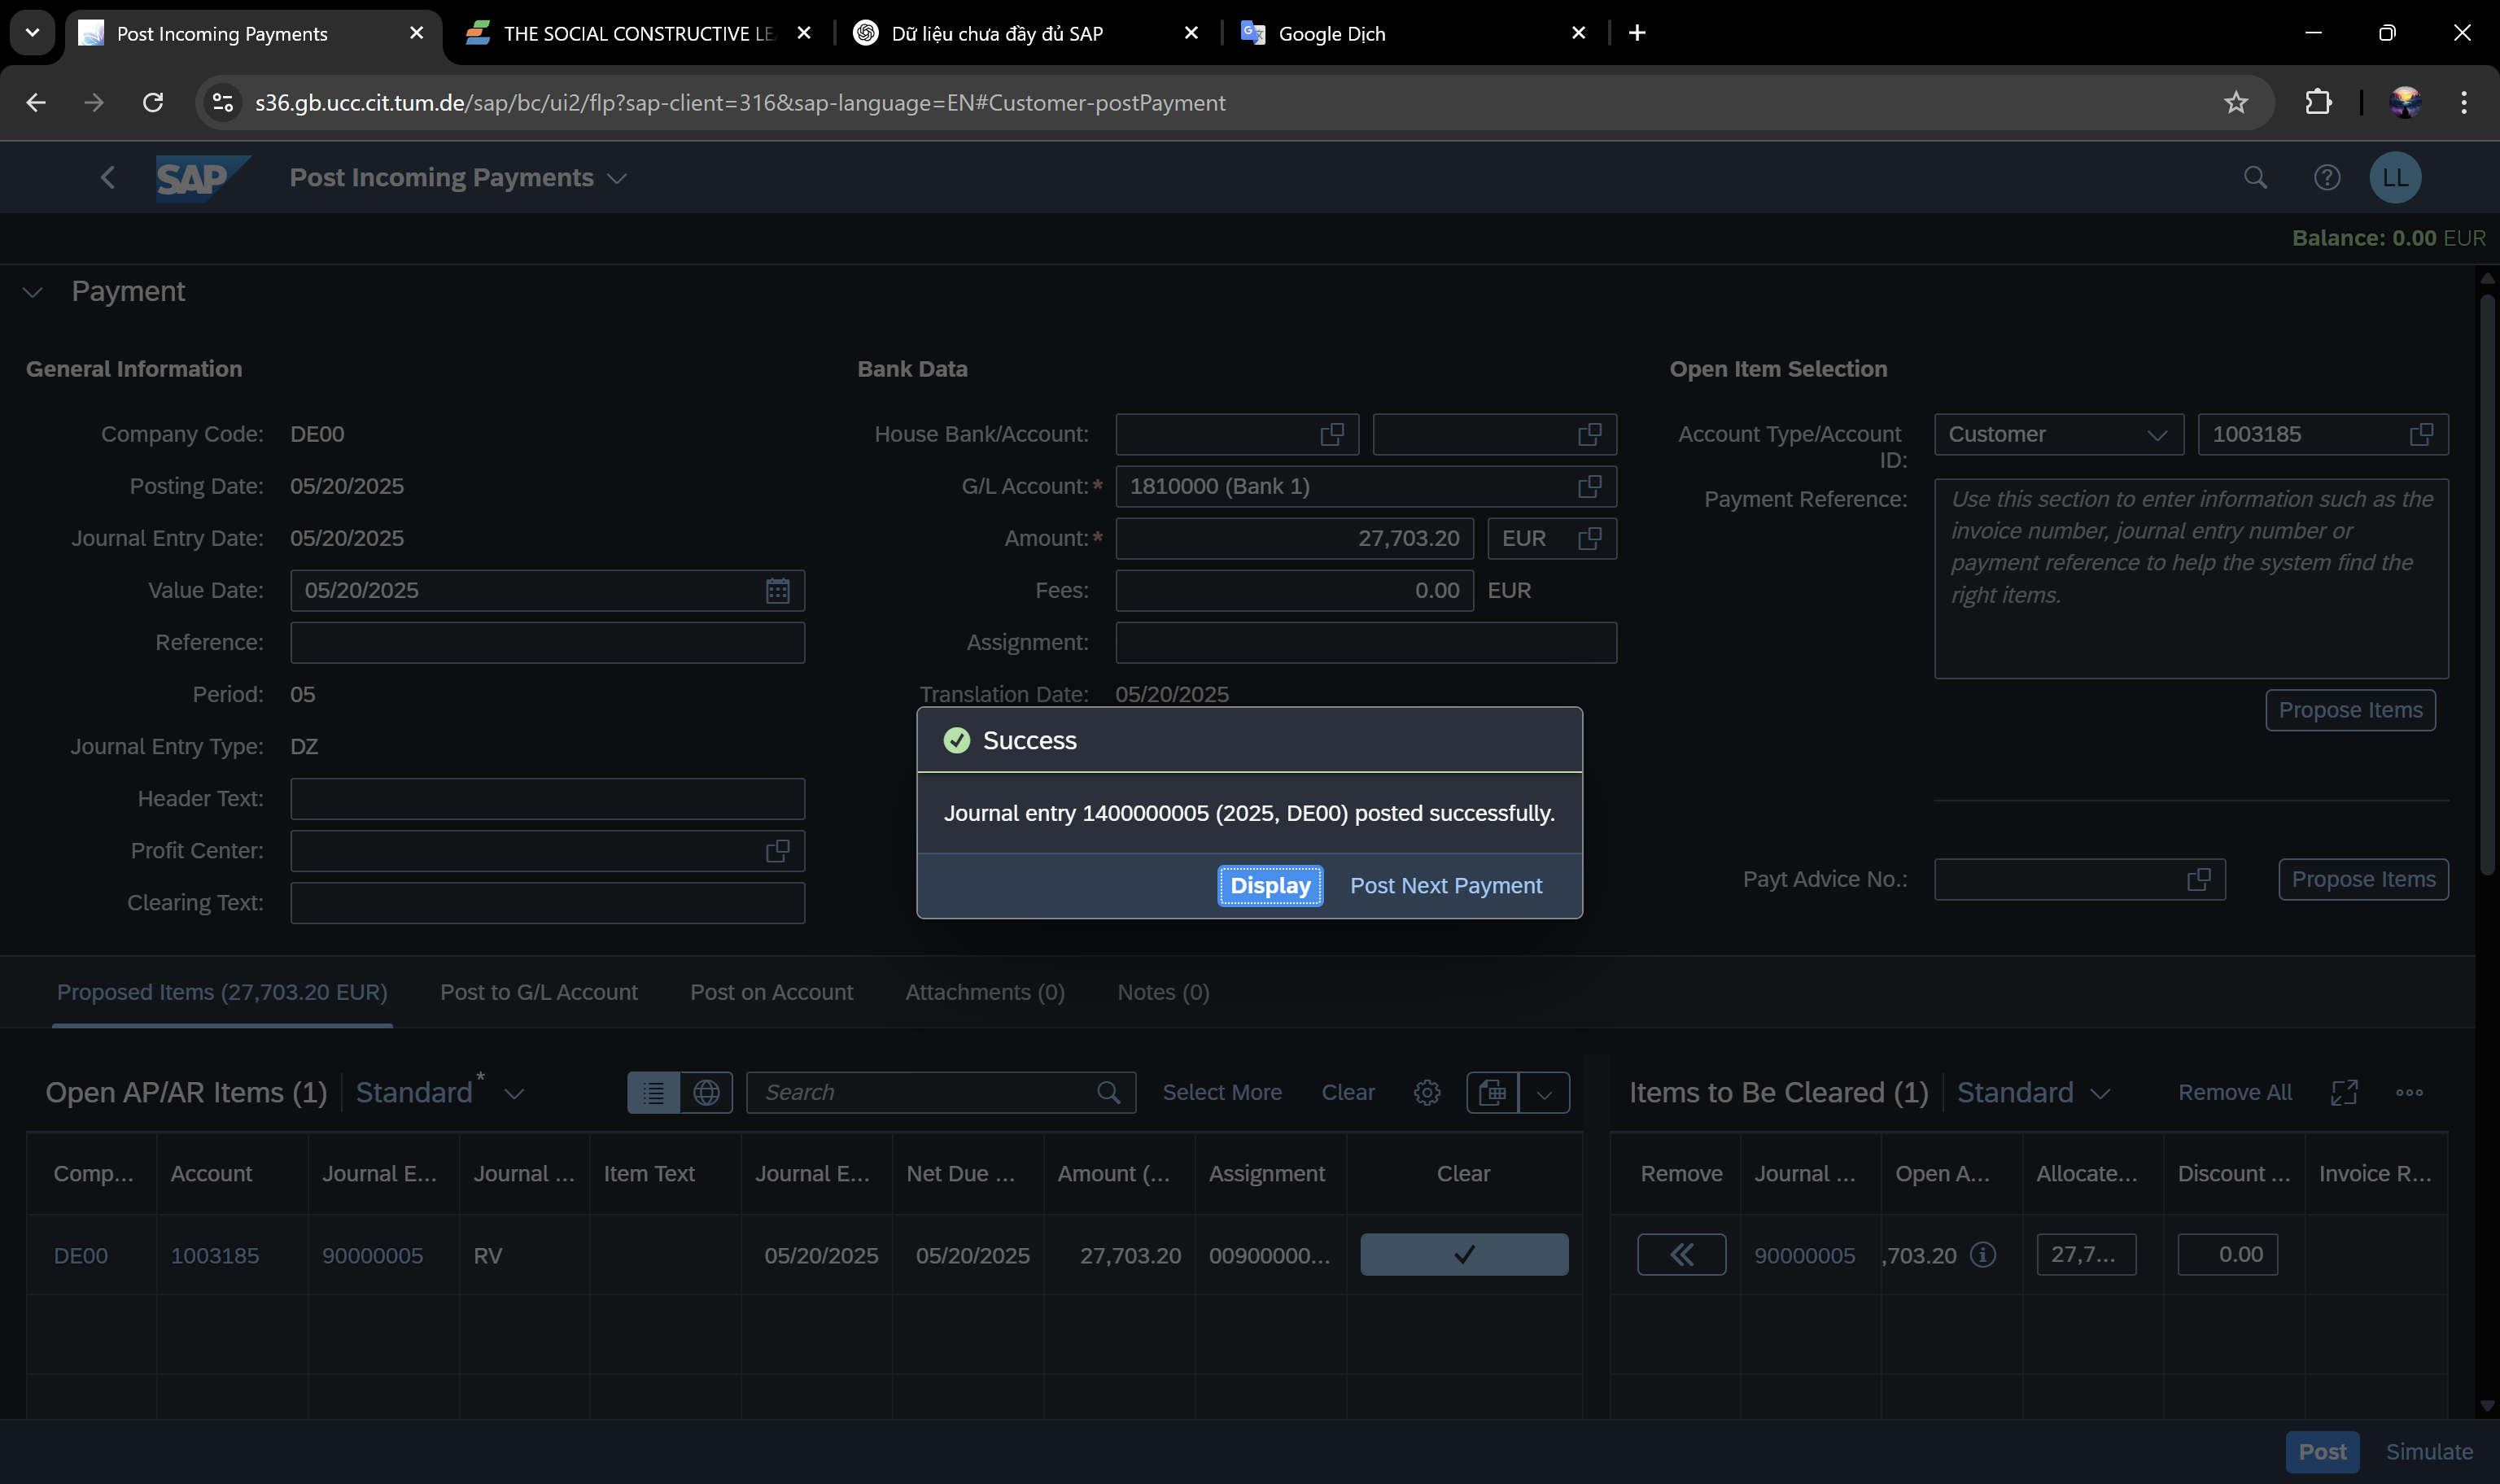 Post Incoming Payments
THE SOCIAL CONSTRUCTIVE LE
Dữ liệu chưa đầy đủ SAP
Google Dịch
s36.gb.ucc.cit.tum.de/sap/bc/ui2/flp?sap-client=316&sap-language=EN#Customer-postPayment
SAP
Post Incoming Payments
LL
Balance: 0.00 EUR
Payment
General Information
Company Code: DE00
Posting Date: 05/20/2025
Journal Entry Date: 05/20/2025
Value Date: 05/20/2025
Reference:
Period: 05
Journal Entry Type: DZ
Header Text:
Profit Center:
Clearing Text:
Bank Data
House Bank/Account:
G/L Account:* 1810000 (Bank 1)
Amount:* 27,703.20 EUR
Fees: 0.00 EUR
Assignment:
Translation Date: 05/20/2025
Open Item Selection
Account Type/Account ID: Customer 1003185
Payment Reference:
Use this section to enter information such as the
invoice number, journal entry number or
payment reference to help the system find the
right items.
Propose Items
Payt Advice No.: Propose Items
Success
Journal entry 1400000005 (2025, DE00) posted successfully.
Display Post Next Payment
Proposed Items (27,703.20 EUR) Post to G/L Account Post on Account Attachments (0) Notes (0)
Open AP/AR Items (1) Standard* Search Select More Clear
Comp... Account Journal E... Journal ... Item Text Journal E... Net Due ... Amount (... Assignment Clear
DE00 1003185 90000005 RV 05/20/2025 05/20/2025 27,703.20 00900000...
Items to Be Cleared (1) Standard Remove All
Remove Journal ... Open A... Allocate... Discount ... Invoice R...
90000005 ,703.20 27,7... 0.00
Post Simulate